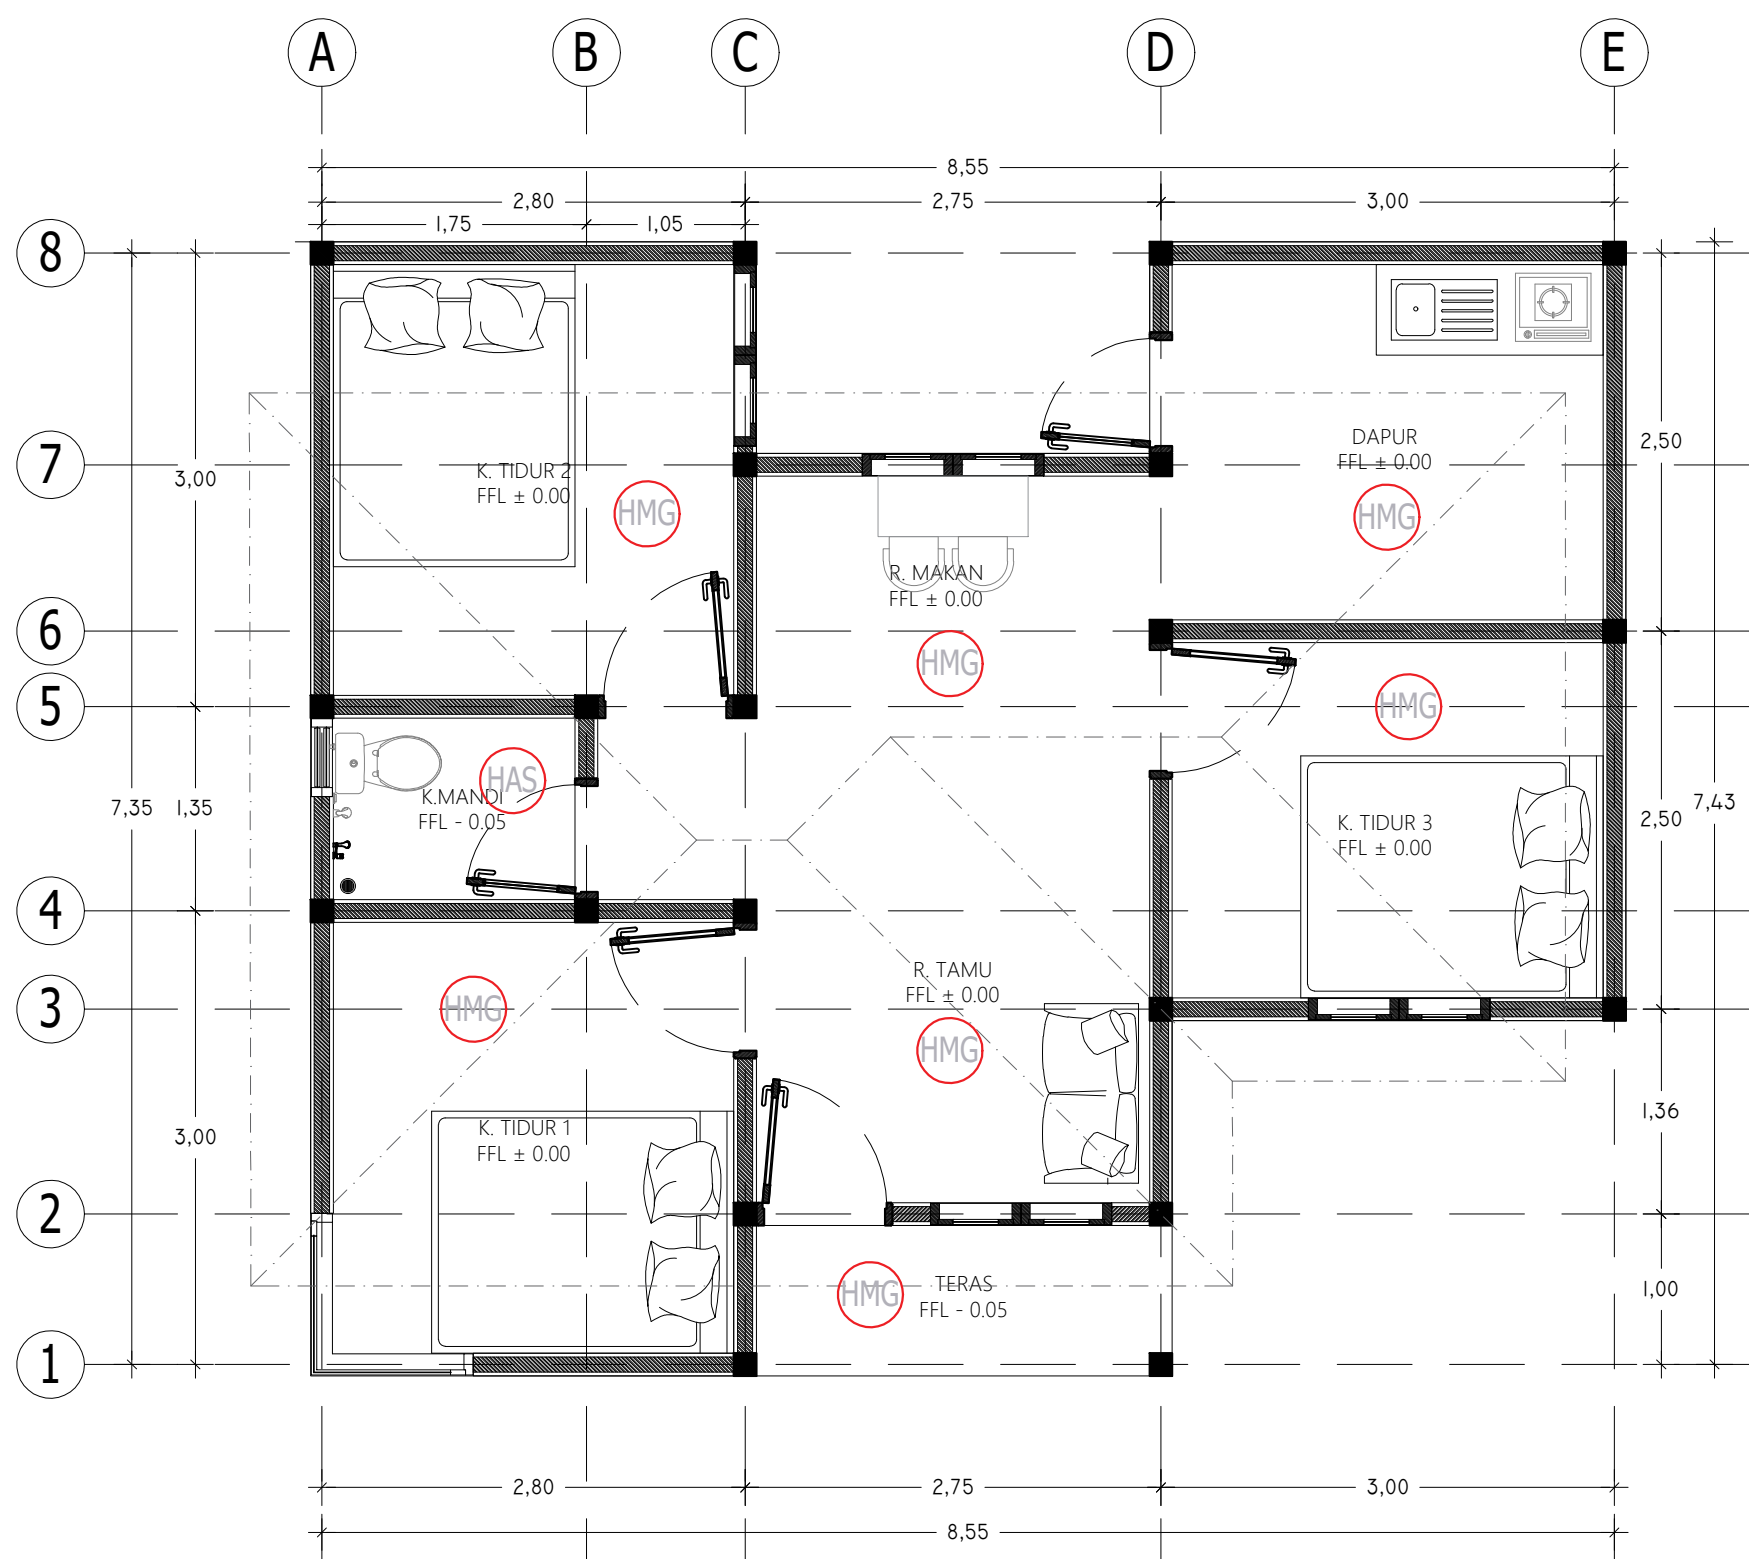 A B C D E
8,55
2,80 2,75 3,00
1,75 1,05
8
7
6
5
4
3
2
1
7,35
3,00
1,35
3,00
2,50
2,50
1,36
1,00
7,43
K. TIDUR 2
FFL ± 0.00
HMG
DAPUR
FFL ± 0.00
HMG
R. MAKAN
FFL ± 0.00
HMG
HMG
K. TIDUR 3
FFL ± 0.00
HAS
K.MANDI
FFL - 0.05
HMG
R. TAMU
FFL ± 0.00
HMG
K. TIDUR 1
FFL ± 0.00
HMG
TERAS
FFL - 0.05
2,80 2,75 3,00
8,55